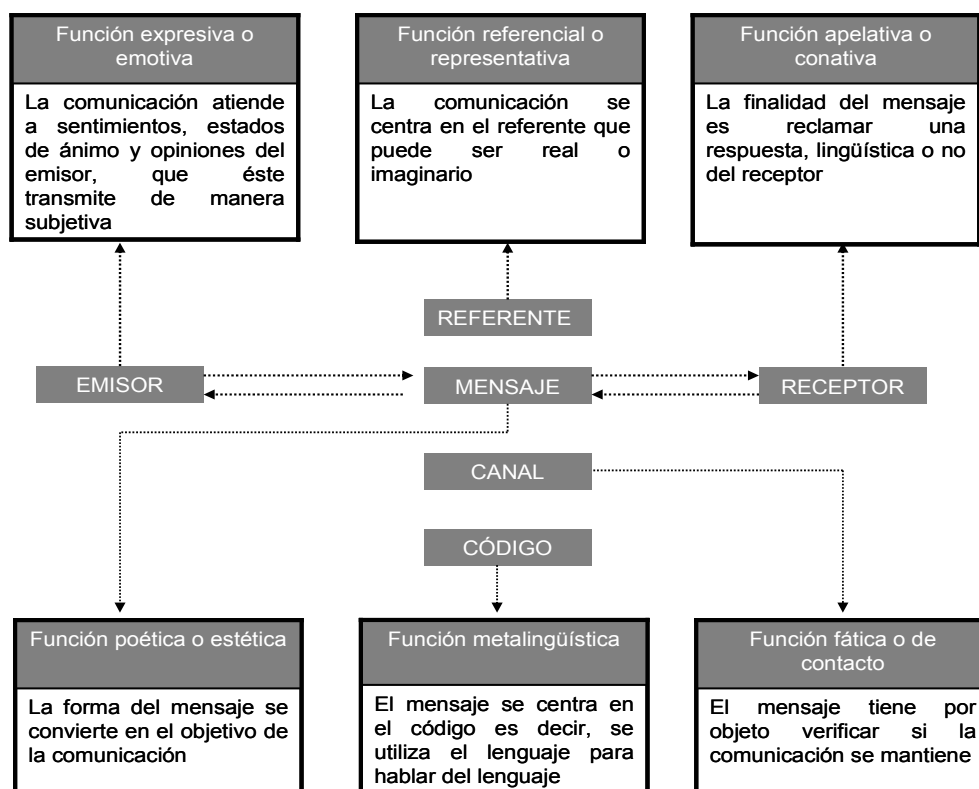 Función expresiva o
emotiva
La comunicación atiende
a sentimientos, estados
de ánimo y opiniones del
emisor, que éste
transmite de manera
subjetiva
Función referencial o
representativa
La comunicación se
centra en el referente que
puede ser real o
imaginario
Función apelativa o
conativa
La finalidad del mensaje
es reclamar una
respuesta, lingüística o no
del receptor
REFERENTE
EMISOR
MENSAJE
RECEPTOR
CANAL
CÓDIGO
Función poética o estética
La forma del mensaje se
convierte en el objetivo de
la comunicación
Función metalingüística
El mensaje se centra en
el código es decir, se
utiliza el lenguaje para
hablar del lenguaje
Función fática o de
contacto
El mensaje tiene por
objeto verificar si la
comunicación se mantiene